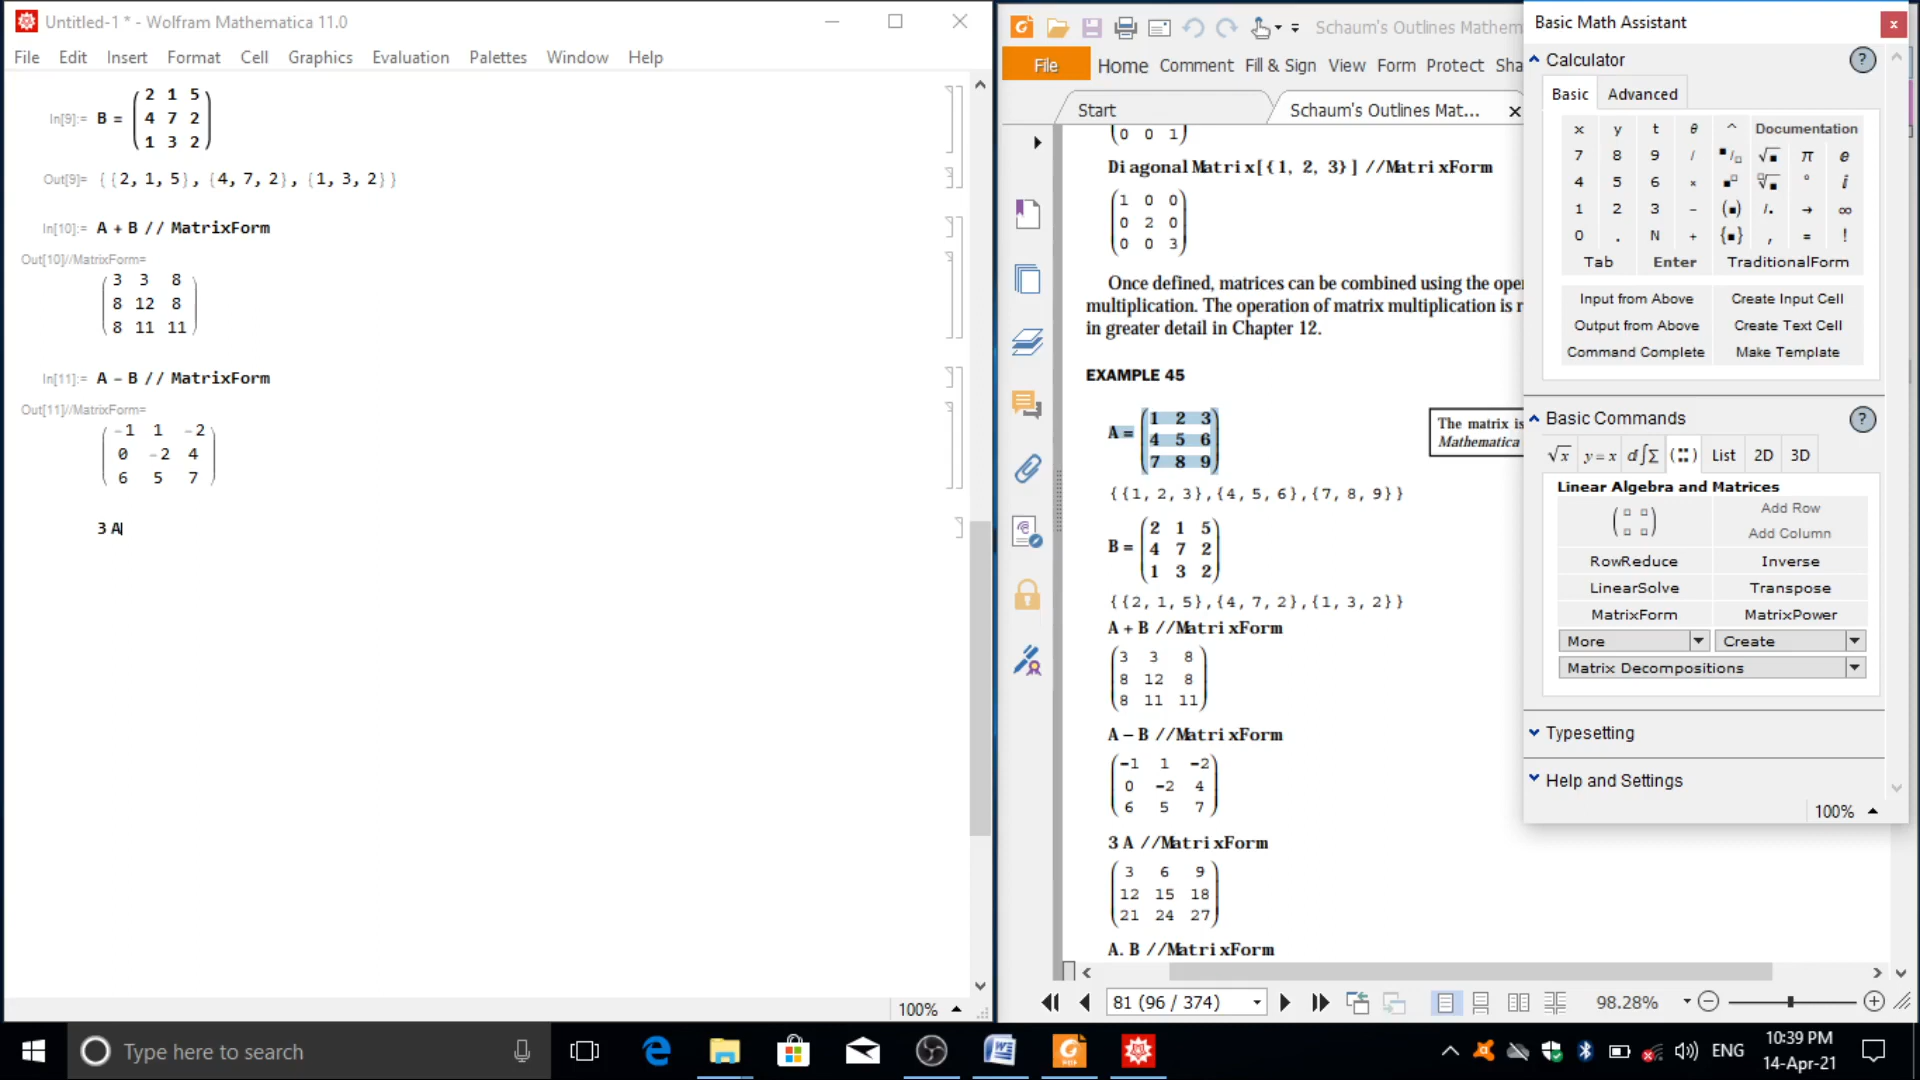 Untitled-1 * - Wolfram Mathematica 11.0
File Edit Insert Format Cell Graphics Evaluation Palettes Window Help
In[9]:= B = (2 1 5
4 7 2
1 3 2)
Out[9]= {{2, 1, 5}, {4, 7, 2}, {1, 3, 2}}
In[10]:= A + B // MatrixForm
Out[10]//MatrixForm=
(3 3 8
8 12 8
8 11 11)
In[11]:= A - B // MatrixForm
Out[11]//MatrixForm=
(-1 1 -2
0 -2 4
6 5 7)
3 A
100%
Schaum's Outlines Mathem
File Home Comment Fill & Sign View Form Protect Sha
Start
Schaum's Outlines Mat...
(0 0 1)
DiagonalMatrix[{1, 2, 3}] //MatrixForm
(1 0 0
0 2 0
0 0 3)
Once defined, matrices can be combined using the oper
multiplication. The operation of matrix multiplication is r
in greater detail in Chapter 12.
EXAMPLE 45
A = (1 2 3
4 5 6
7 8 9)
The matrix is
Mathematica
{{1, 2, 3},{4, 5, 6},{7, 8, 9}}
B = (2 1 5
4 7 2
1 3 2)
{{2, 1, 5},{4, 7, 2},{1, 3, 2}}
A + B //MatrixForm
(3 3 8
8 12 8
8 11 11)
A – B //MatrixForm
(–1 1 –2
0 –2 4
6 5 7)
3 A //MatrixForm
(3 6 9
12 15 18
21 24 27)
A. B //MatrixForm
81 (96 / 374)
98.28%
Basic Math Assistant
Calculator
Basic Advanced
x y t θ ^ Documentation
7 8 9 / ▪/□ √▪ π e
4 5 6 × ▪□ □√▪ ° i
1 2 3 − (▪) /. → ∞
0 . N + {▪} , = !
Tab Enter TraditionalForm
Input from Above Create Input Cell
Output from Above Create Text Cell
Command Complete Make Template
Basic Commands
√x y=x d∫Σ (∷) List 2D 3D
Linear Algebra and Matrices
Add Row
Add Column
RowReduce Inverse
LinearSolve Transpose
MatrixForm MatrixPower
More Create
Matrix Decompositions
Typesetting
Help and Settings
100%
Type here to search
ENG
10:39 PM
14-Apr-21